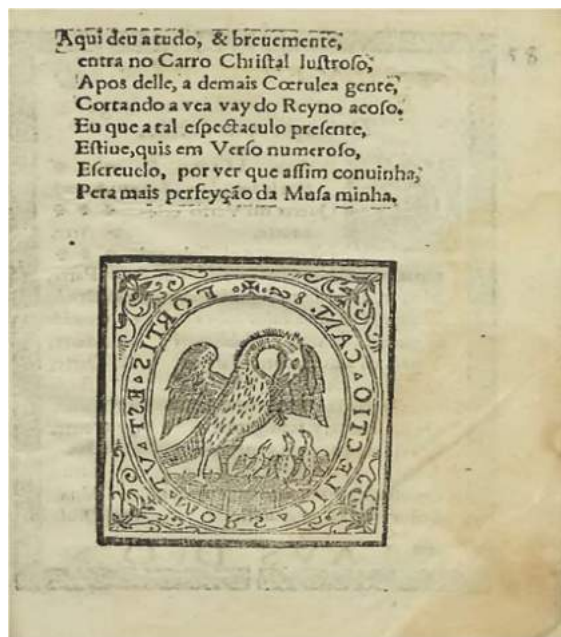 58
Aqui deu a tudo, & breuemente,
entra no Carro Christal lustroso,
Apos delle, a demais Cœrulea gente,
Cortando a vea vay do Reyno acoso.
Eu que a tal espectaculo presente,
Estiue, quis em Verso numeroso,
Escreuelo, por ver que assim conuinha,
Pera mais perfeyção da Musa minha.
FORTIS EST VT MORS DILECTIO CANT. 8